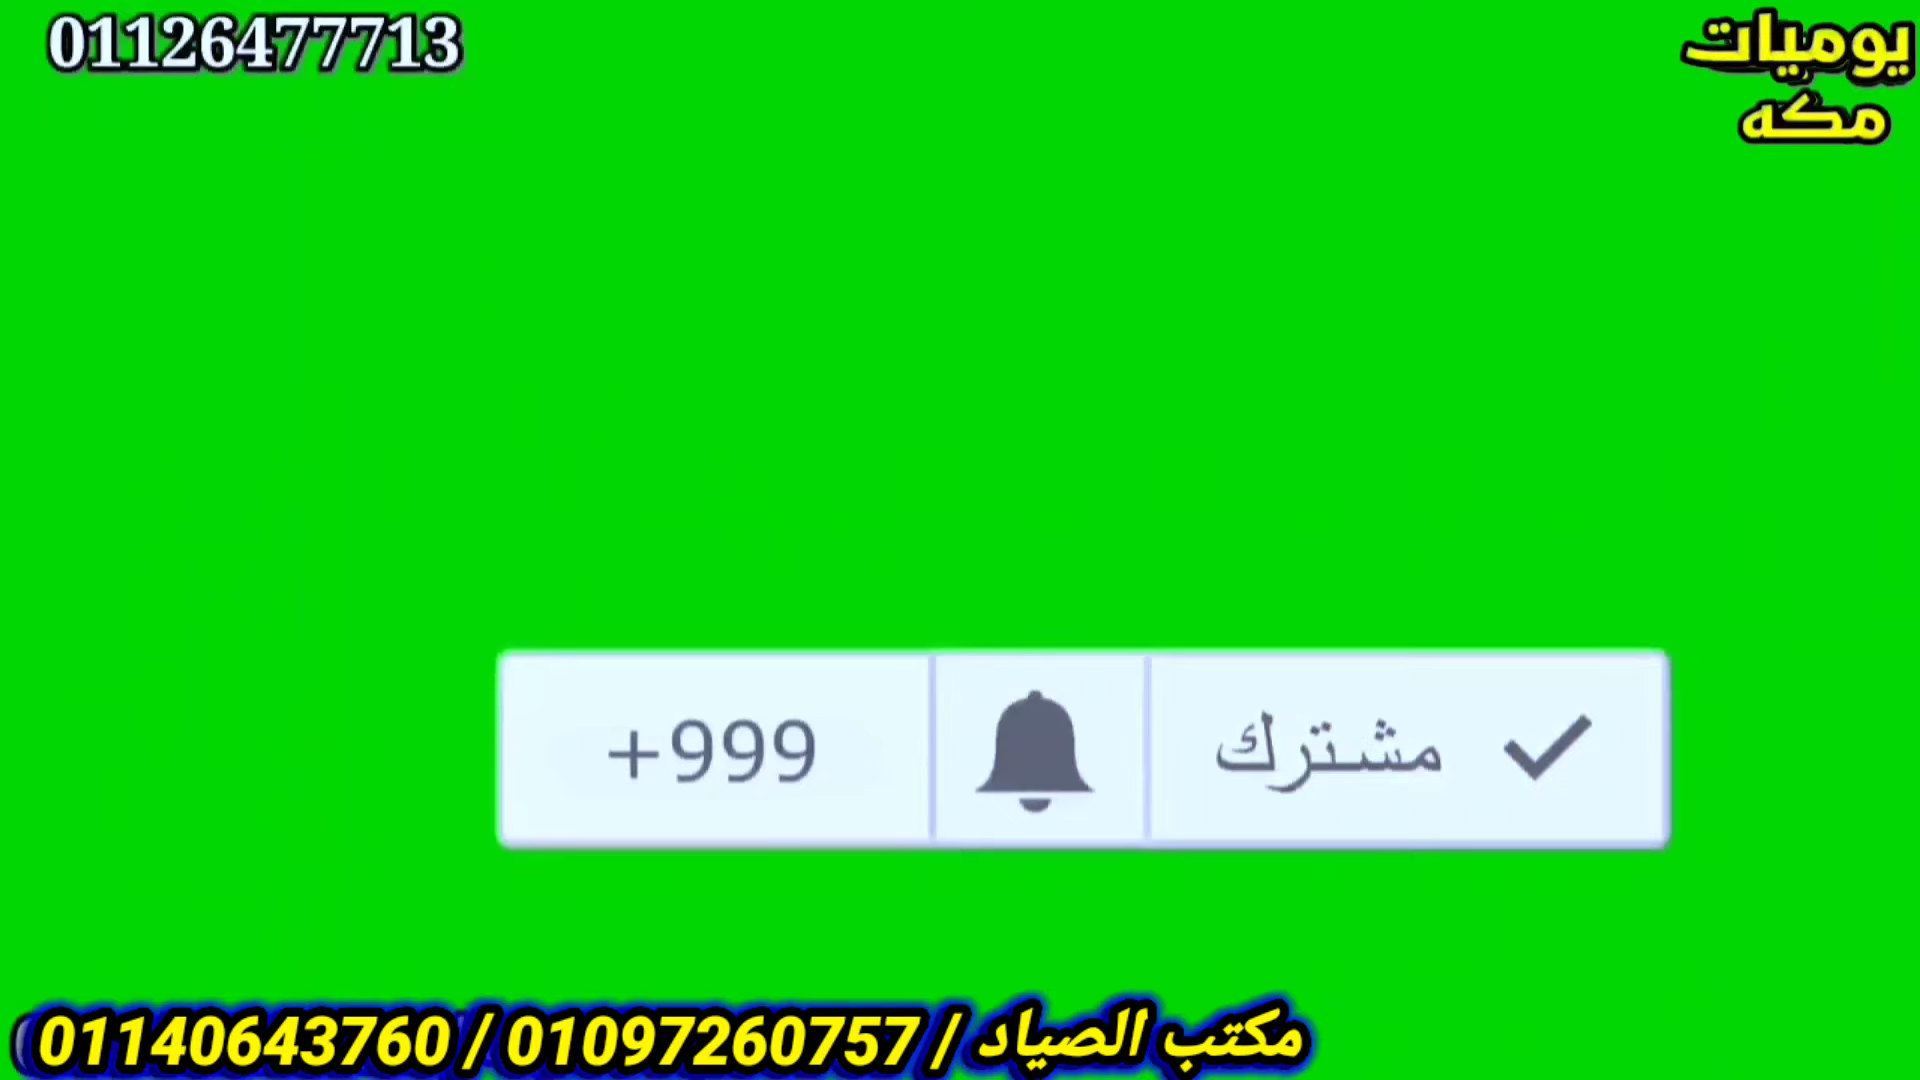 01126477713
يوميات
مكه
+999 مشترك
مكتب الصياد / 01097260757 / 01140643760